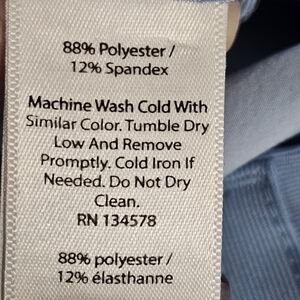 88% Polyester /
12% Spandex
Machine Wash Cold With
Similar Color. Tumble Dry
Low And Remove
Promptly. Cold Iron If
Needed. Do Not Dry
Clean.
RN 134578
88% polyester /
12% élasthanne